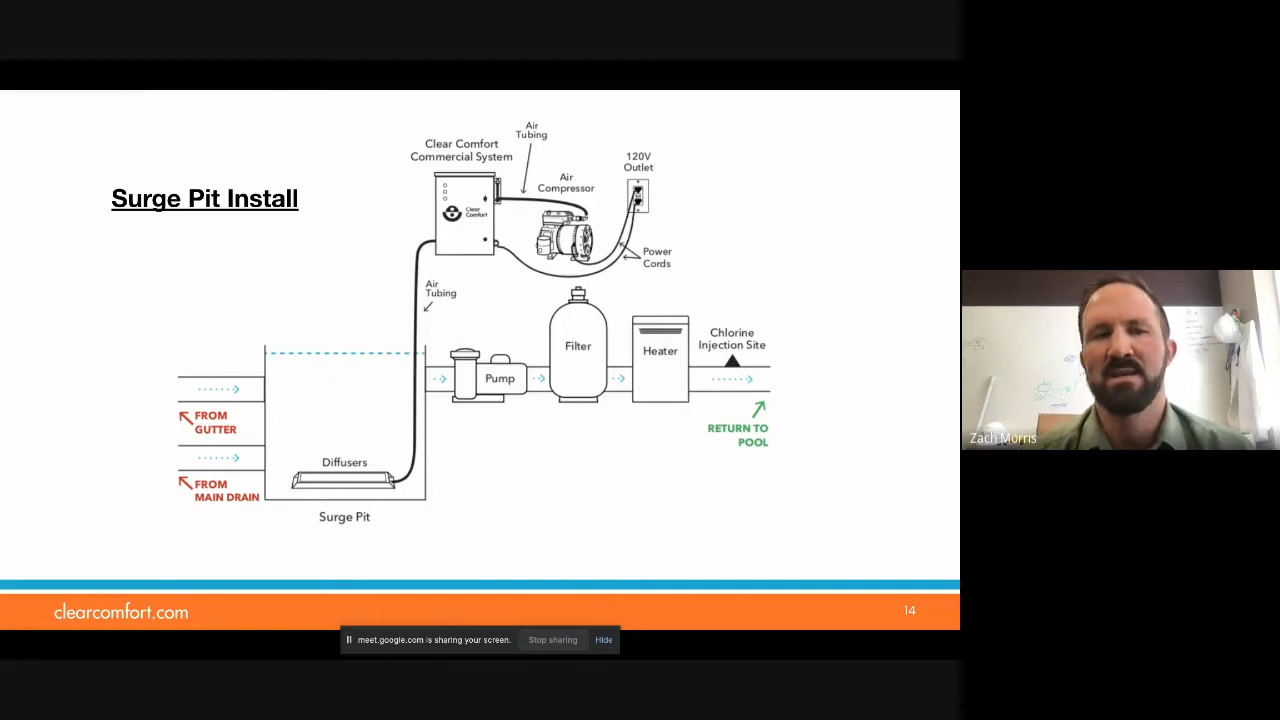 Surge Pit Install
Clear Comfort
Commercial System
Air
Tubing
Air
Compressor
120V
Outlet
Clear
Comfort
Power
Cords
Air
Tubing
Pump
Filter
Heater
Chlorine
Injection Site
FROM
GUTTER
FROM
MAIN DRAIN
Diffusers
Surge Pit
RETURN TO
POOL
clearcomfort.com
14
meet.google.com is sharing your screen.
Stop sharing
Hide
Zach Morris